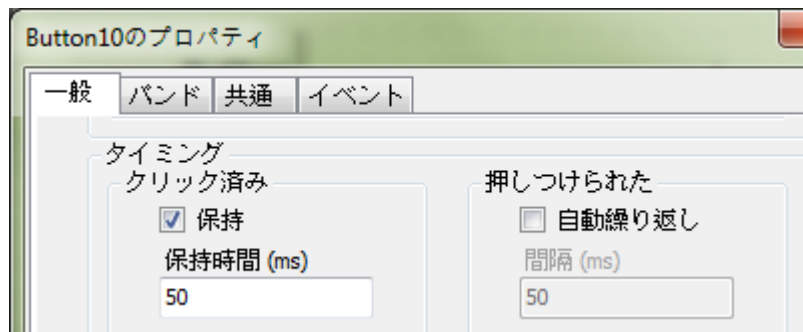 Button10のプロパティ
一般 バンド 共通 イベント
タイミング
クリック済み 押しつけられた
保持 自動繰り返し
保持時間 (ms) 間隔 (ms)
50 50